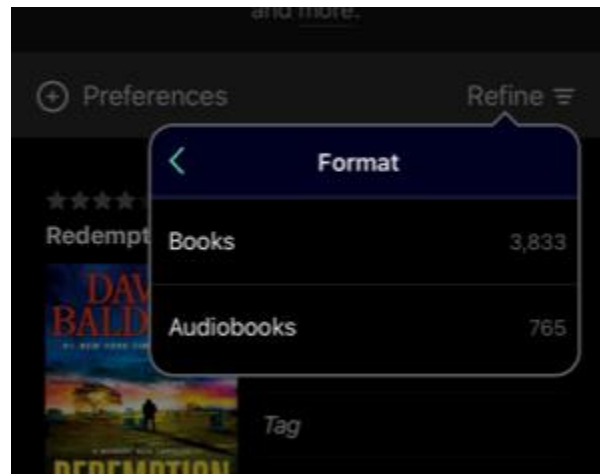 and more.
Preferences
Refine
Format
Redempt
Books 3,833
DAV
BALD
Audiobooks 765
Tag
REDEMPTION